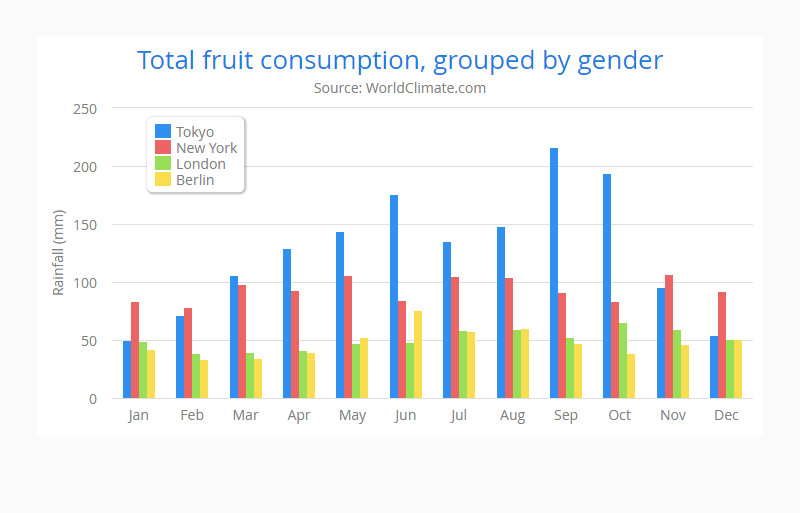 Total fruit consumption, grouped by gender
Source: WorldClimate.com
Rainfall (mm)
250
200
150
100
50
0
Tokyo
New York
London
Berlin
Jan Feb Mar Apr May Jun Jul Aug Sep Oct Nov Dec